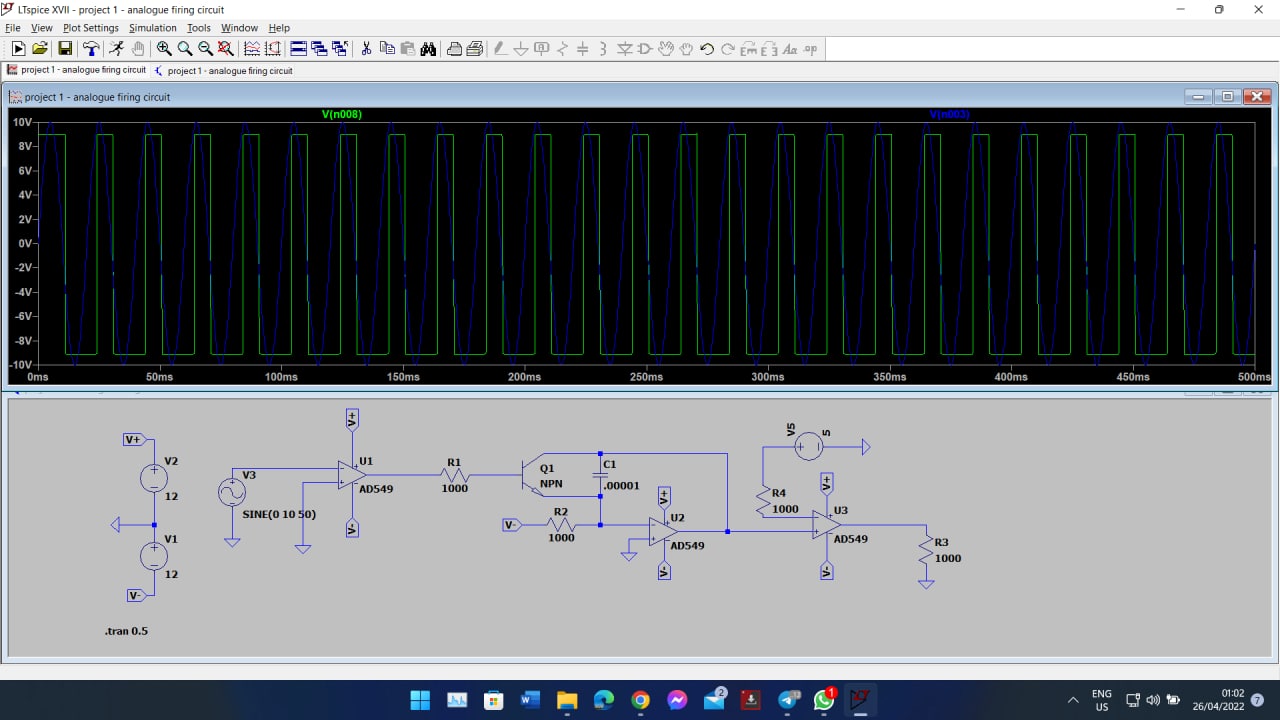 LTspice XVII - project 1 - analogue firing circuit
File View Plot Settings Simulation Tools Window Help
project 1 - analogue firing circuit project 1 - analogue firing circuit
project 1 - analogue firing circuit
V(n008) V(n003)
10V
8V
6V
4V
2V
0V
-2V
-4V
-6V
-8V
-10V
0ms 50ms 100ms 150ms 200ms 250ms 300ms 350ms 400ms 450ms 500ms
V+
V2
12
V1
12
V-
.tran 0.5
V3
SINE(0 10 50)
V+
U1
AD549
V-
R1
1000
Q1
NPN
C1
.00001
V-
R2
1000
V+
U2
AD549
V-
V5
5
R4
1000
V+
U3
AD549
V-
R3
1000
2
1
ENG
US
01:02
26/04/2022
7